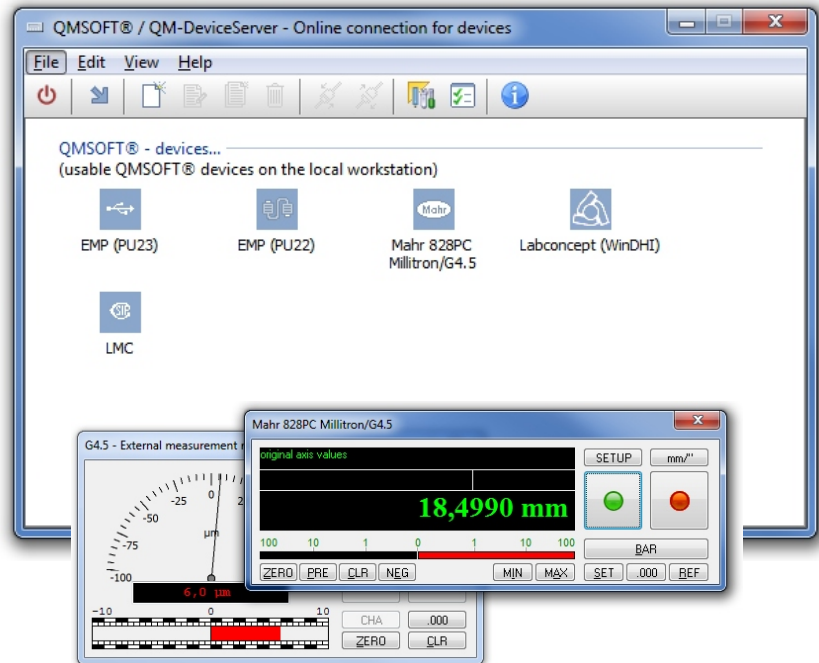 QMSOFT® / QM-DeviceServer - Online connection for devices
File Edit View Help
QMSOFT® - devices...
(usable QMSOFT® devices on the local workstation)
Mahr
EMP (PU23) EMP (PU22) Mahr 828PC Millitron/G4.5 Labconcept (WinDHI)
LMC
Mahr 828PC Millitron/G4.5
original axis values
SETUP mm/"'
18,4990 mm
100 10 1 0 1 10 100
BAR
ZERO PRE CLR NEG MIN MAX SET .000 REF
G4.5 - External measurement
-100 -75 -50 -25 0
µm
6,0 µm
-10 0 10
CHA .000
ZERO CLR